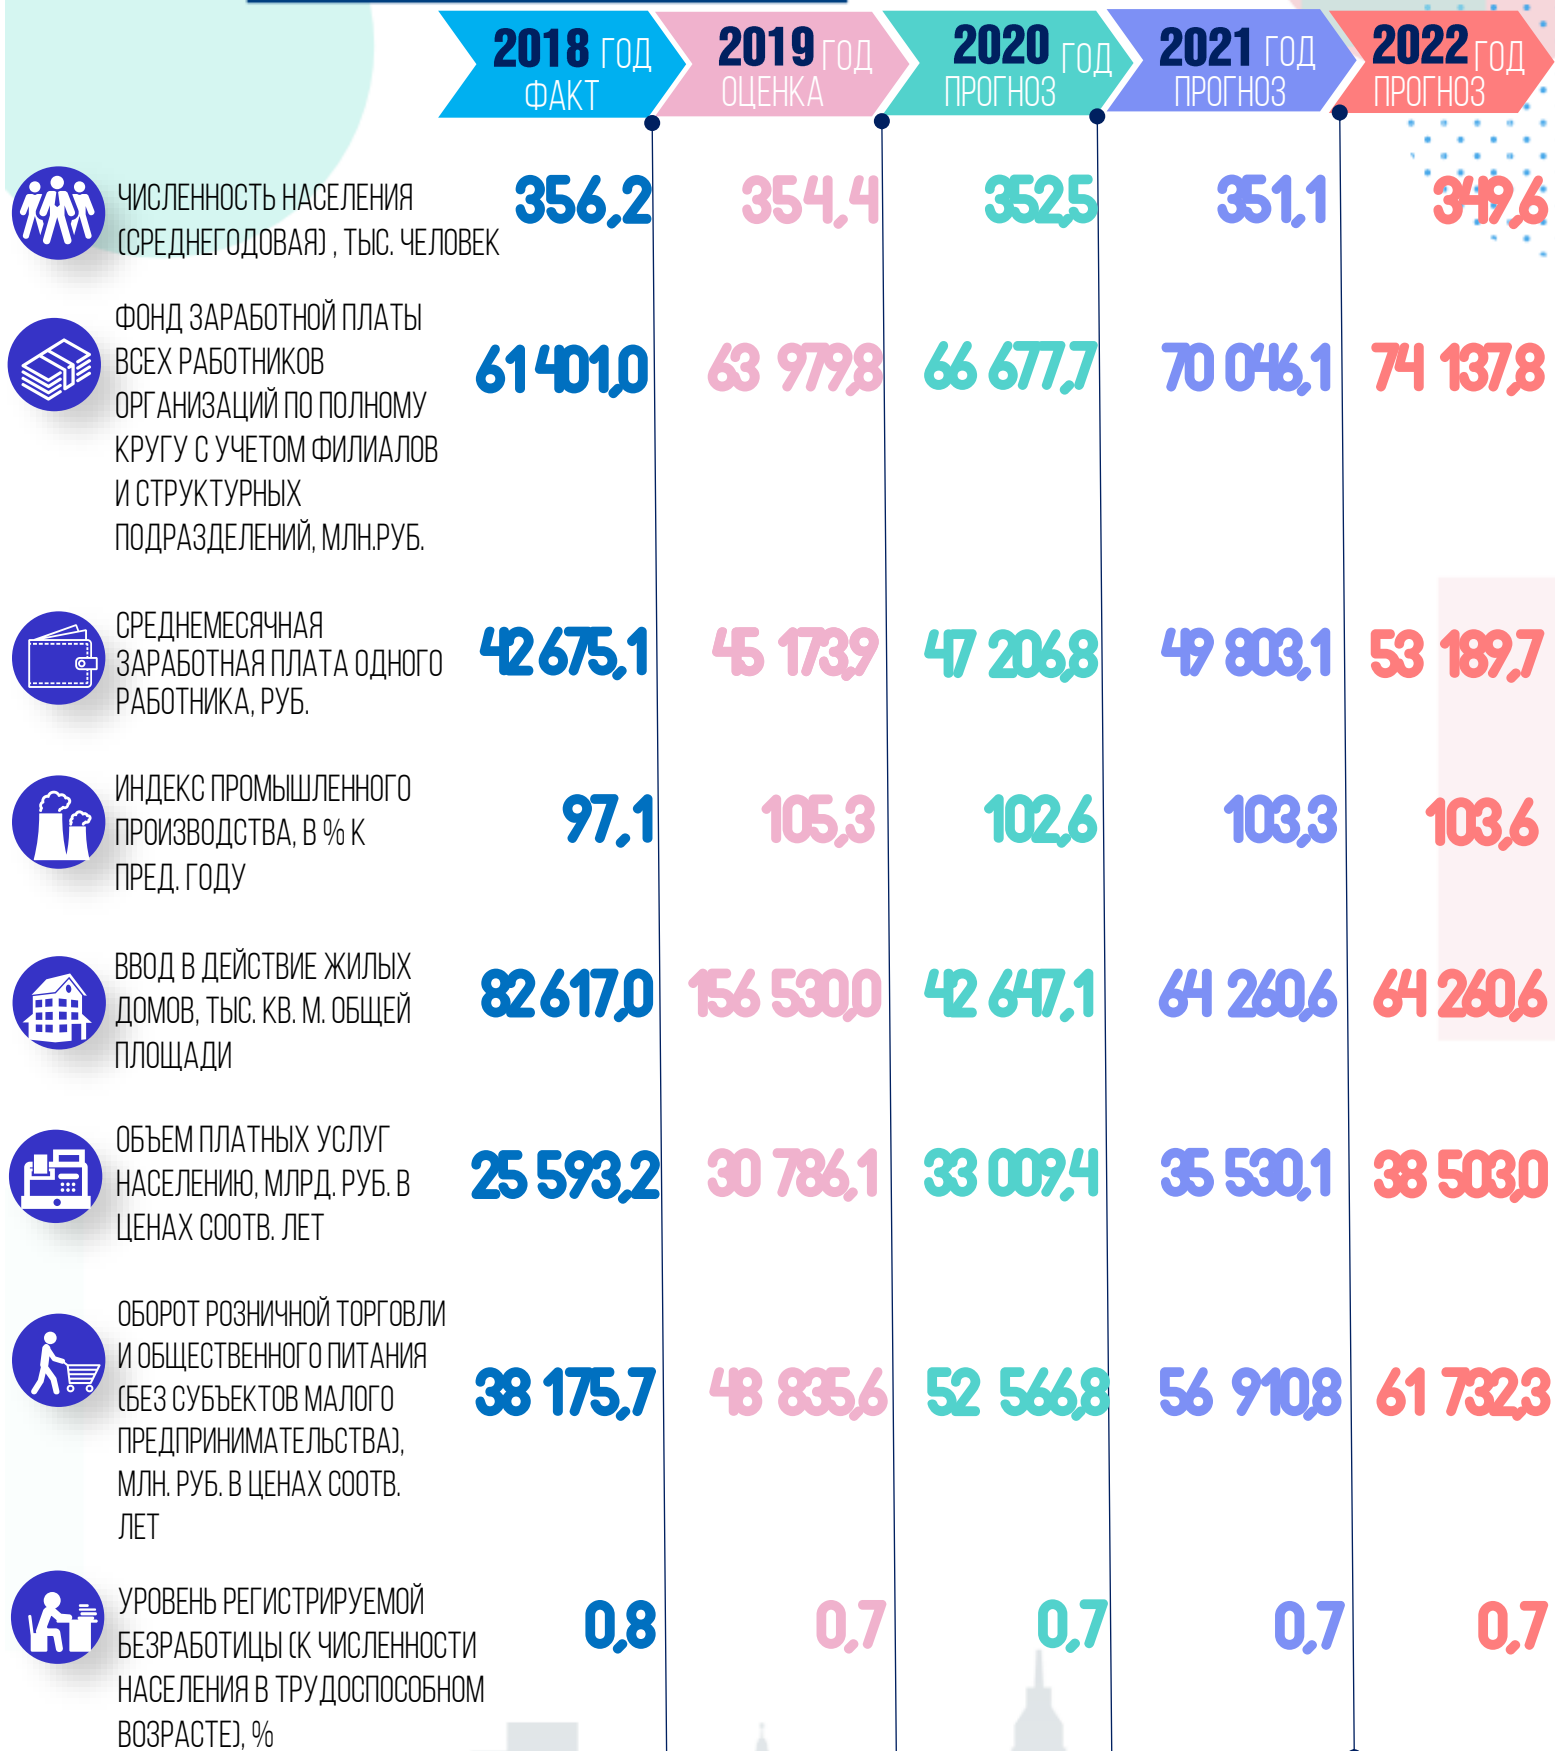 2018 ГОД 2019 ГОД 2020 ГОД 2021 ГОД 2022 ГОД
ФАКТ ОЦЕНКА ПРОГНОЗ ПРОГНОЗ ПРОГНОЗ
ЧИСЛЕННОСТЬ НАСЕЛЕНИЯ
(СРЕДНЕГОДОВАЯ) , ТЫС. ЧЕЛОВЕК
356,2 354,4 352,5 351,1 349,6
ФОНД ЗАРАБОТНОЙ ПЛАТЫ
ВСЕХ РАБОТНИКОВ
ОРГАНИЗАЦИЙ ПО ПОЛНОМУ
КРУГУ С УЧЕТОМ ФИЛИАЛОВ
И СТРУКТУРНЫХ
ПОДРАЗДЕЛЕНИЙ, МЛН.РУБ.
61 401,0 63 979,8 66 677,7 70 046,1 74 137,8
СРЕДНЕМЕСЯЧНАЯ
ЗАРАБОТНАЯ ПЛАТА ОДНОГО
РАБОТНИКА, РУБ.
42 675,1 45 173,9 47 206,8 49 803,1 53 189,7
ИНДЕКС ПРОМЫШЛЕННОГО
ПРОИЗВОДСТВА, В % К
ПРЕД. ГОДУ
97,1 105,3 102,6 103,3 103,6
ВВОД В ДЕЙСТВИЕ ЖИЛЫХ
ДОМОВ, ТЫС. КВ. М. ОБЩЕЙ
ПЛОЩАДИ
82 617,0 156 530,0 42 647,1 64 260,6 64 260,6
ОБЪЕМ ПЛАТНЫХ УСЛУГ
НАСЕЛЕНИЮ, МЛРД. РУБ. В
ЦЕНАХ СООТВ. ЛЕТ
25 593,2 30 786,1 33 009,4 35 530,1 38 503,0
ОБОРОТ РОЗНИЧНОЙ ТОРГОВЛИ
И ОБЩЕСТВЕННОГО ПИТАНИЯ
(БЕЗ СУБЪЕКТОВ МАЛОГО
ПРЕДПРИНИМАТЕЛЬСТВА),
МЛН. РУБ. В ЦЕНАХ СООТВ.
ЛЕТ
38 175,7 48 835,6 52 566,8 56 910,8 61 732,3
УРОВЕНЬ РЕГИСТРИРУЕМОЙ
БЕЗРАБОТИЦЫ (К ЧИСЛЕННОСТИ
НАСЕЛЕНИЯ В ТРУДОСПОСОБНОМ
ВОЗРАСТЕ), %
0,8 0,7 0,7 0,7 0,7